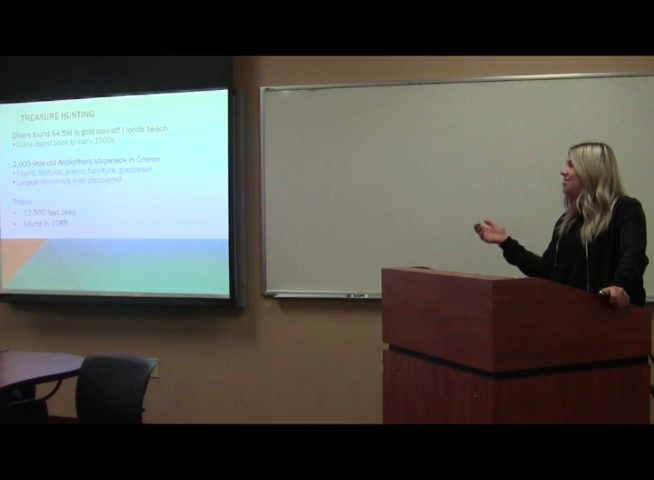 TREASURE HUNTING
Divers found $4.5M in gold coin off Florida beach
• Coins dated back to early 1700s
2,000-year-old Antikythera shipwreck in Greece
• Found: Statues, jewels, furniture, glassware
• Largest shipwreck ever discovered
Titanic
• 12,500 feet deep
• Found in 1985